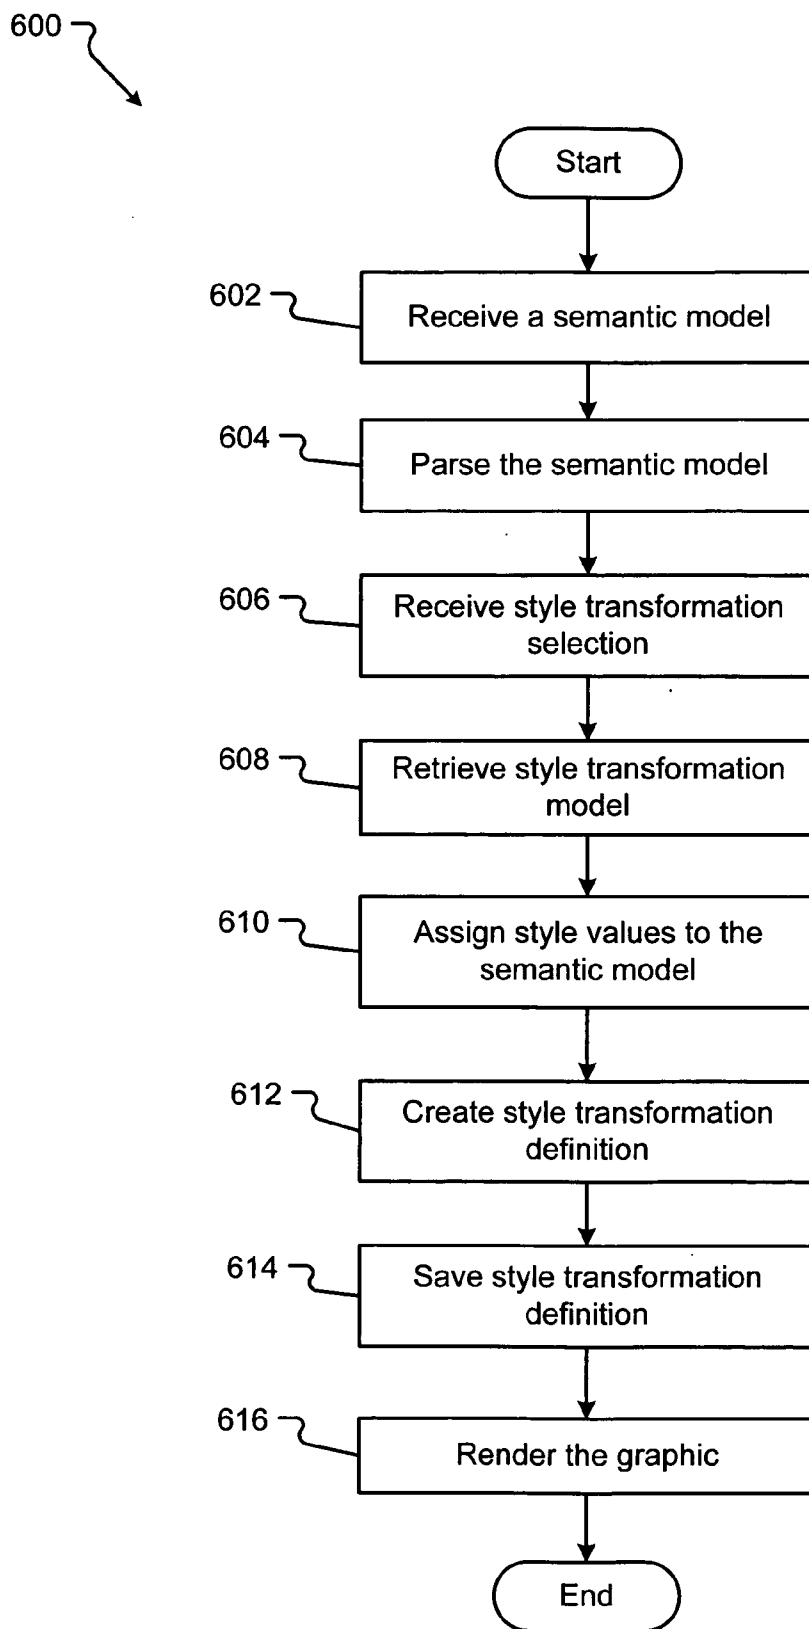 600
Start
602
Receive a semantic model
604
Parse the semantic model
606
Receive style transformation
selection
608
Retrieve style transformation
model
610
Assign style values to the
semantic model
612
Create style transformation
definition
614
Save style transformation
definition
616
Render the graphic
End